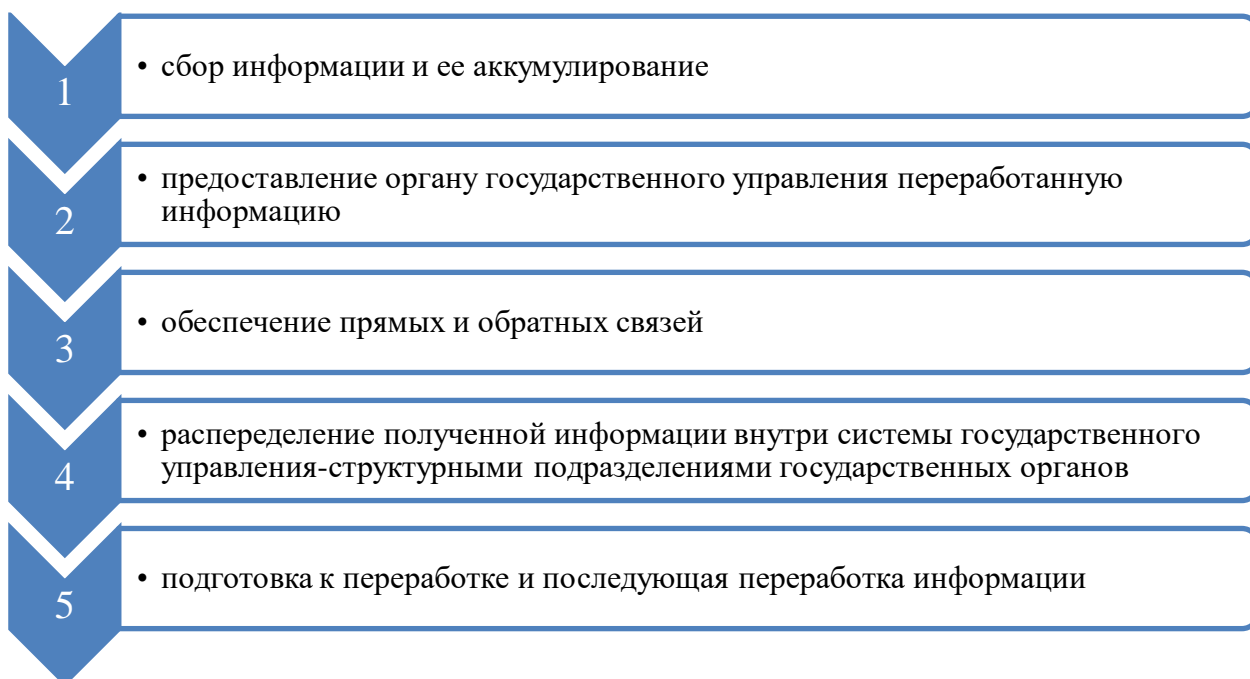 1
• сбор информации и ее аккумулирование
2
• предоставление органу государственного управления переработанную
информацию
3
• обеспечение прямых и обратных связей
4
• распеределение полученной информации внутри системы государственного
управления-структурными подразделениями государственных органов
5
• подготовка к переработке и последующая переработка информации